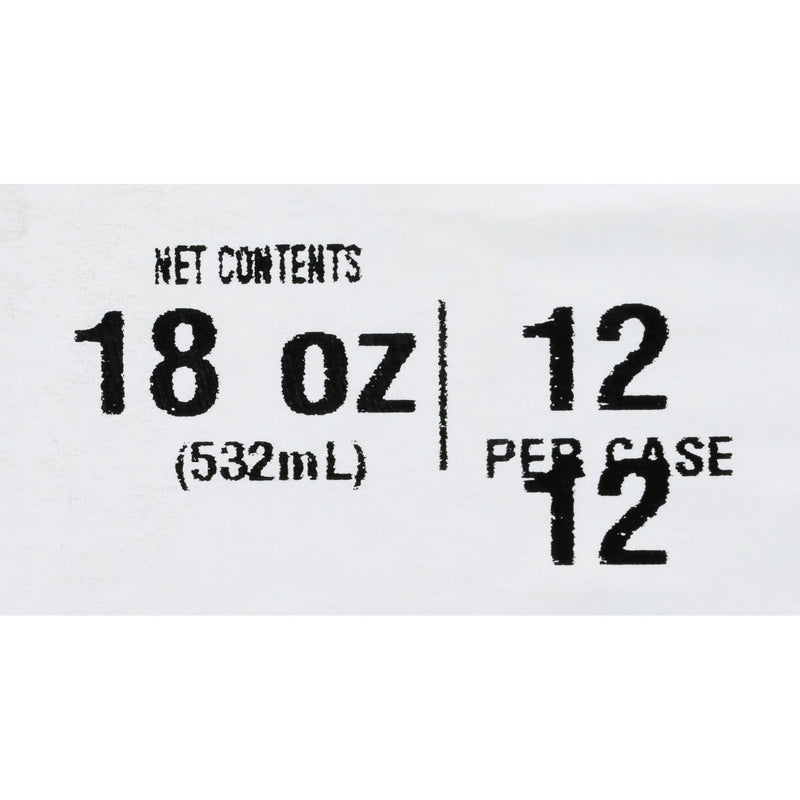 NET CONTENTS
18 oz
(532mL)
12
PER CASE
12